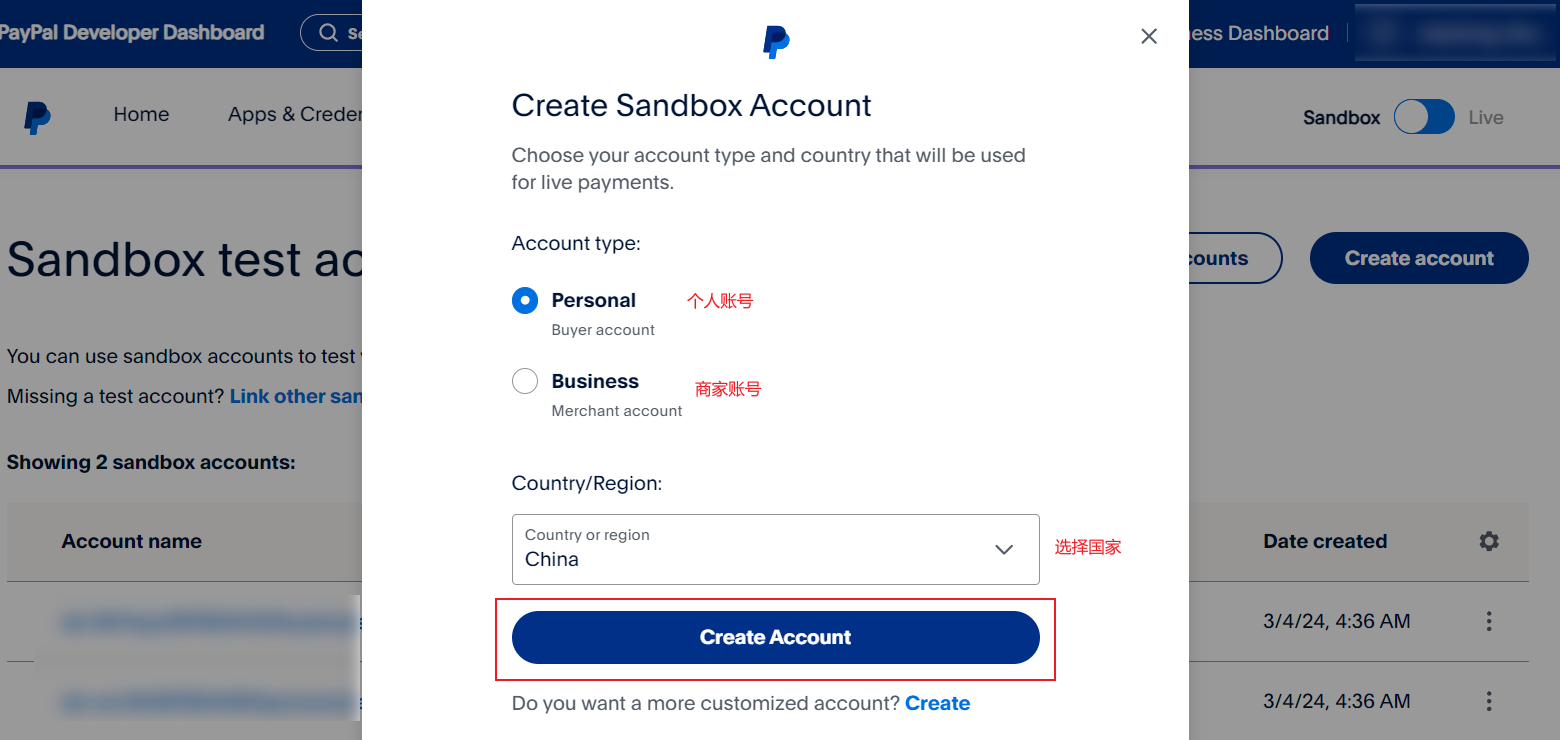 PayPal Developer Dashboard
ess Dashboard
Create Sandbox Account
Home
Apps & Creden
Sandbox
Live
Choose your account type and country that will be used
for live payments.
Account type:
Sandbox test ac
counts
Create account
Personal
个人账号
Buyer account
You can use sandbox accounts to test
Business
商家账号
Merchant account
Missing a test account? Link other san
Showing 2 sandbox accounts:
Country/Region:
Country or region
China
选择国家
Account name
Date created
3/4/24, 4:36 AM
Create Account
3/4/24, 4:36 AM
Do you want a more customized account? Create